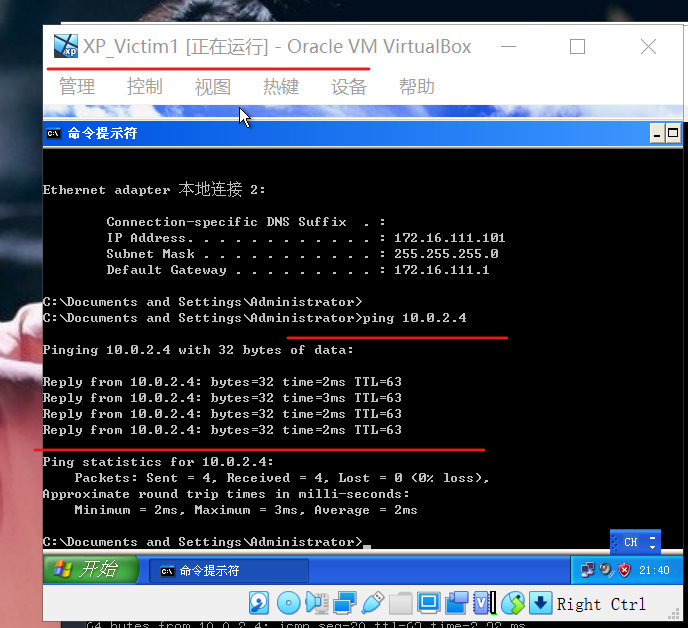 XP_Victim1 [正在运行] - Oracle VM VirtualBox
管理 控制 视图 热键 设备 帮助
命令提示符
Ethernet adapter 本地连接 2:
Connection-specific DNS Suffix . :
IP Address. . . . . . . . . . . . : 172.16.111.101
Subnet Mask . . . . . . . . . . . : 255.255.255.0
Default Gateway . . . . . . . . . : 172.16.111.1
C:\Documents and Settings\Administrator>
C:\Documents and Settings\Administrator>ping 10.0.2.4
Pinging 10.0.2.4 with 32 bytes of data:
Reply from 10.0.2.4: bytes=32 time=2ms TTL=63
Reply from 10.0.2.4: bytes=32 time=3ms TTL=63
Reply from 10.0.2.4: bytes=32 time=2ms TTL=63
Reply from 10.0.2.4: bytes=32 time=2ms TTL=63
Ping statistics for 10.0.2.4:
Packets: Sent = 4, Received = 4, Lost = 0 (0% loss),
Approximate round trip times in milli-seconds:
Minimum = 2ms, Maximum = 3ms, Average = 2ms
C:\Documents and Settings\Administrator>
CH
开始 命令提示符 21:40
Right Ctrl
64 bytes from 10.0.2.4: icmp_seq=20 ttl=63 time=2.92 ms